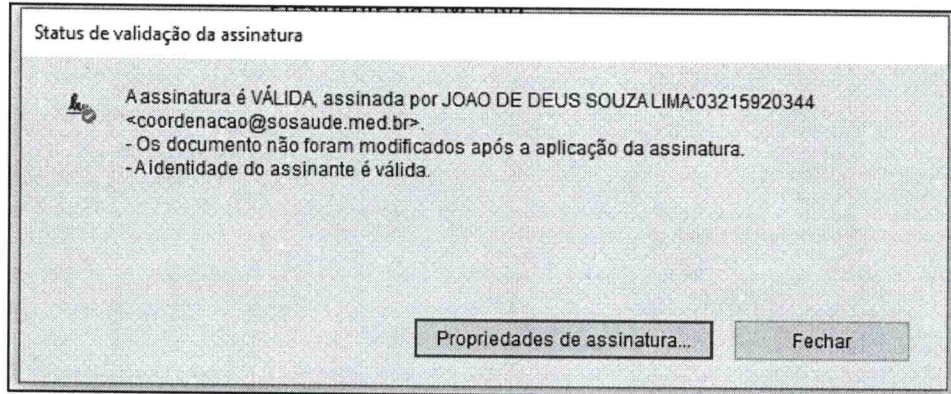 Status de validação da assinatura
A assinatura é VÁLIDA, assinada por JOAO DE DEUS SOUZA LIMA:03215920344
<coordenacao@sosaude.med.br>.
- Os documento não foram modificados após a aplicação da assinatura.
- A identidade do assinante é válida.
Propriedades de assinatura...
Fechar